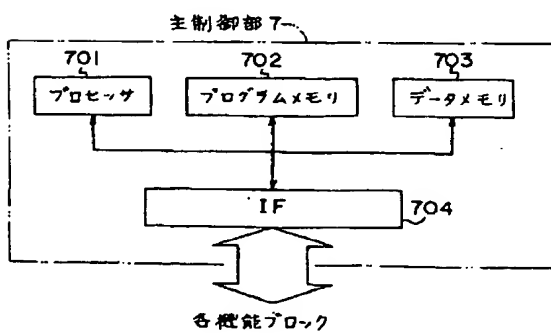 主制御部7
701 702 703
プロセッサ プログラムメモリ データメモリ
IF
704
各機能ブロック